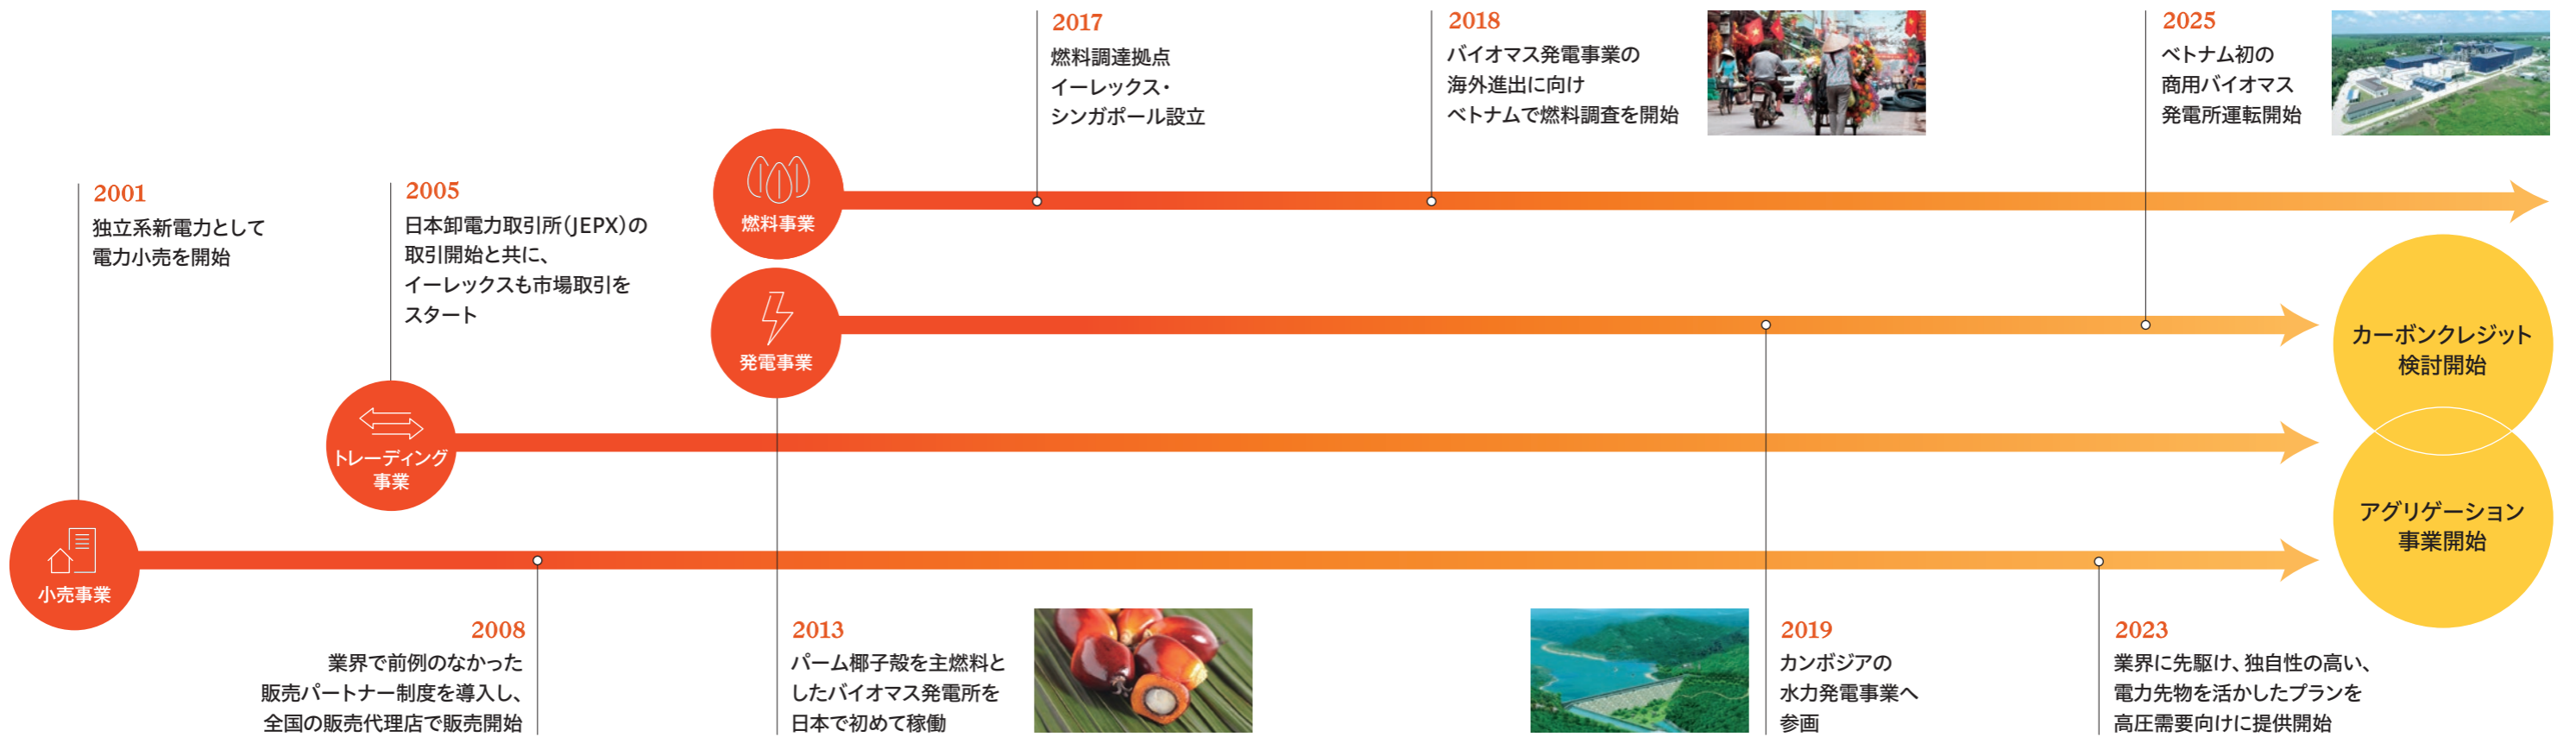 2001
独立系新電力として
電力小売を開始
2005
日本卸電力取引所(JEPX)の
取引開始と共に、
イーレックスも市場取引を
スタート
2017
燃料調達拠点
イーレックス・
シンガポール設立
2018
バイオマス発電事業の
海外進出に向け
ベトナムで燃料調査を開始
2025
ベトナム初の
商用バイオマス
発電所運転開始
燃料事業
発電事業
トレーディング
事業
小売事業
カーボンクレジット
検討開始
アグリゲーション
事業開始
2008
業界で前例のなかった
販売パートナー制度を導入し、
全国の販売代理店で販売開始
2013
パーム椰子殻を主燃料と
したバイオマス発電所を
日本で初めて稼働
2019
カンボジアの
水力発電事業へ
参画
2023
業界に先駆け、独自性の高い、
電力先物を活かしたプランを
高圧需要向けに提供開始